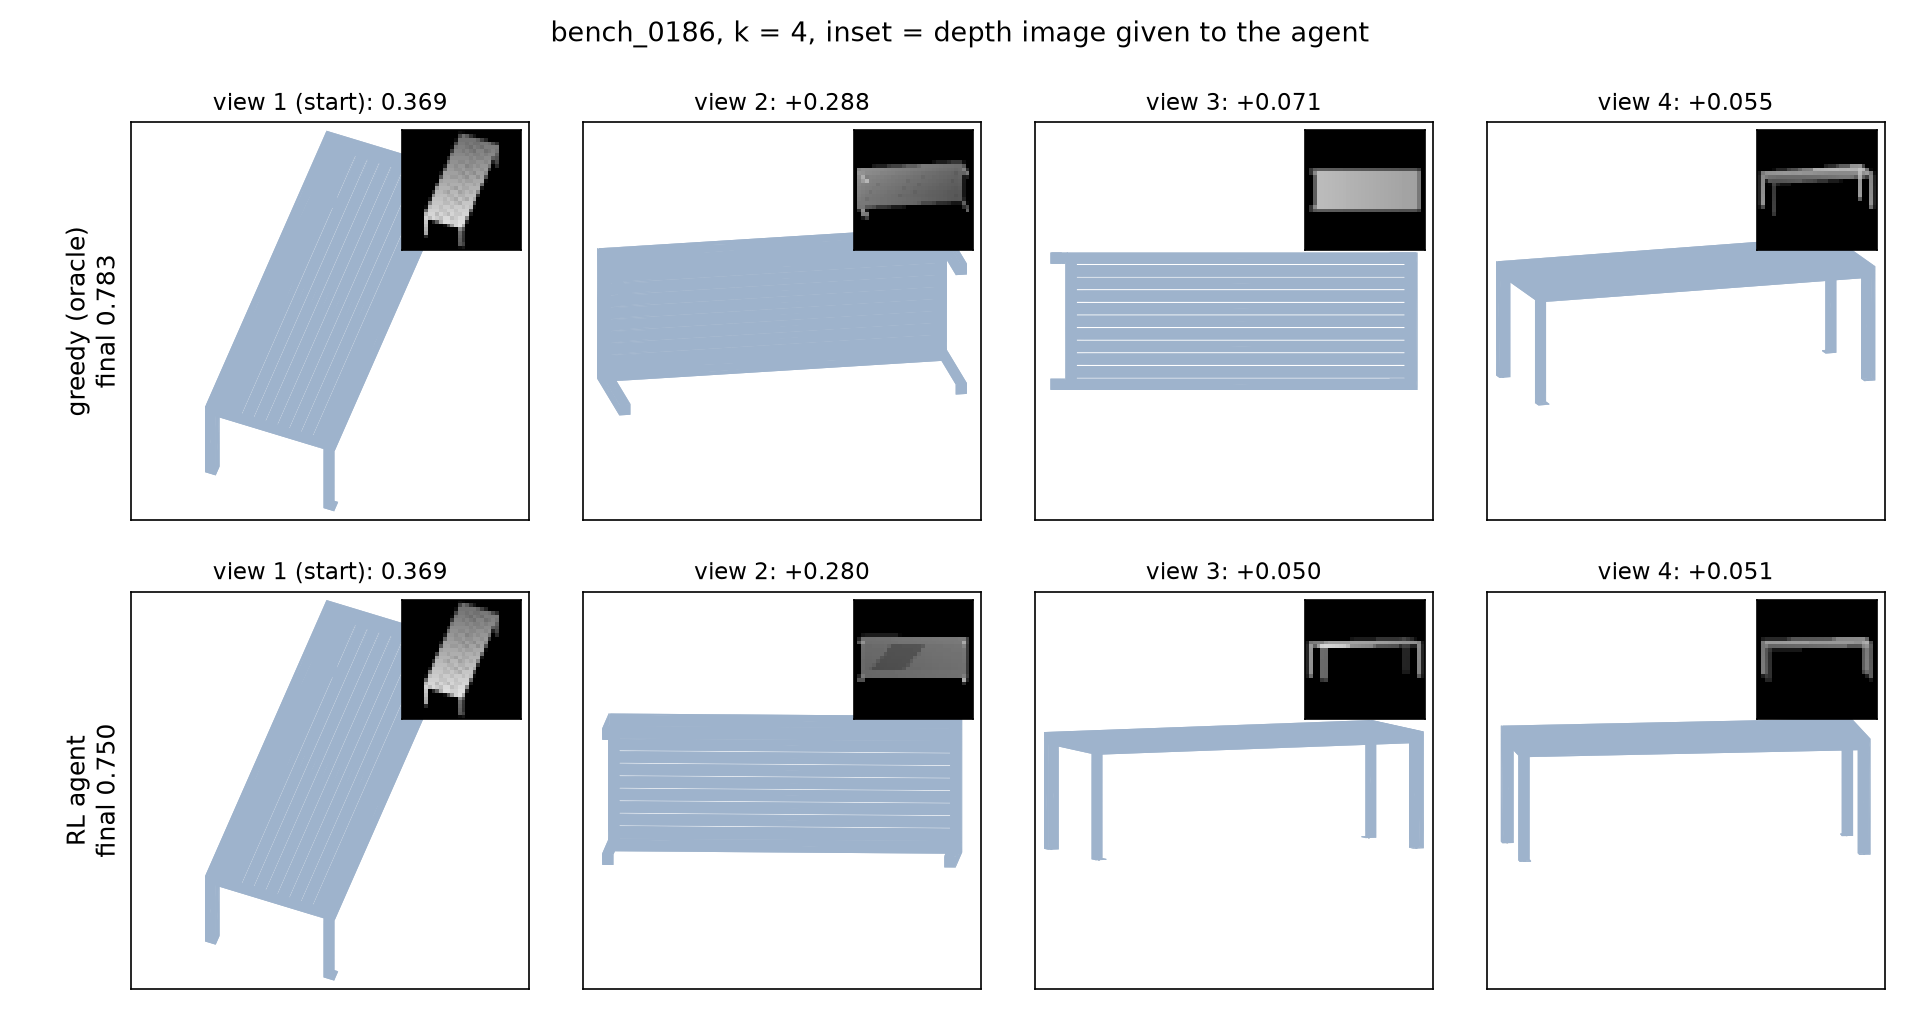 bench_0186, k = 4, inset = depth image given to the agent
greedy (oracle)
final 0.783
view 1 (start): 0.369
view 2: +0.288
view 3: +0.071
view 4: +0.055
RL agent
final 0.750
view 1 (start): 0.369
view 2: +0.280
view 3: +0.050
view 4: +0.051